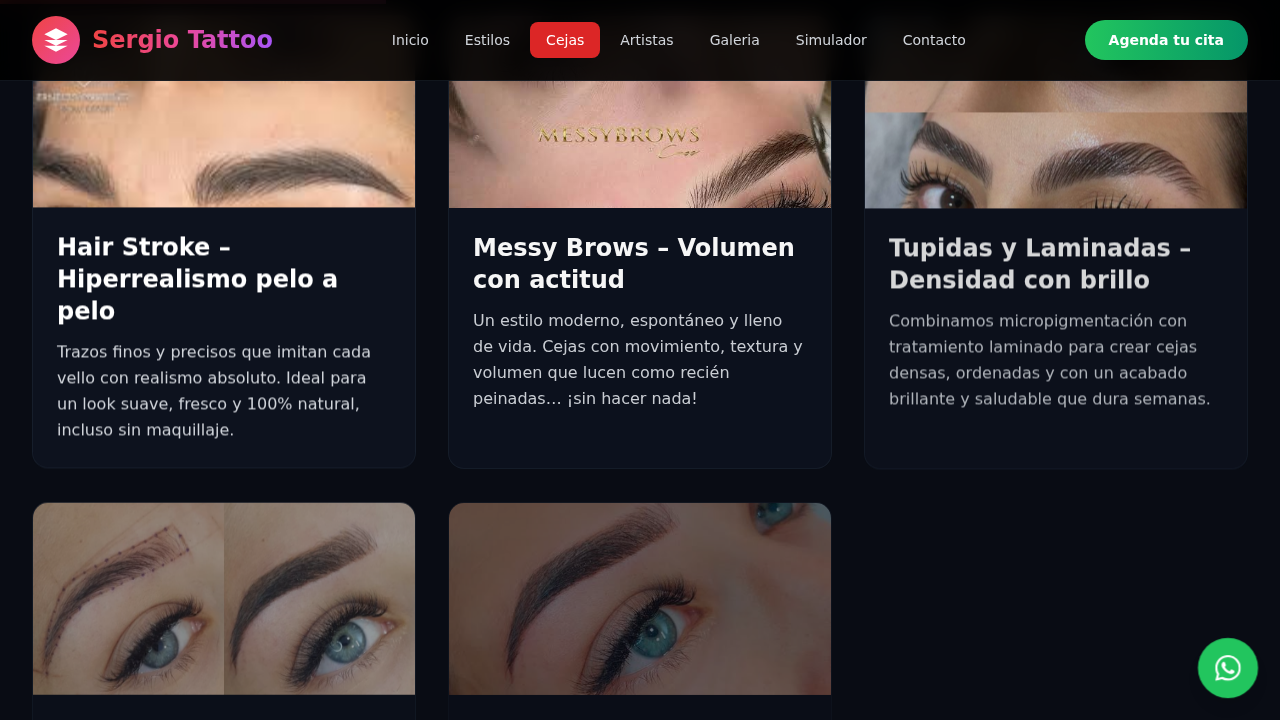 Sergio Tattoo
Inicio
Estilos
Cejas
Artistas
Galeria
Simulador
Contacto
Agenda tu cita
MESSYBROWS
Hair Stroke –
Hiperrealismo pelo a
pelo
Trazos finos y precisos que imitan cada
vello con realismo absoluto. Ideal para
un look suave, fresco y 100% natural,
incluso sin maquillaje.
Messy Brows – Volumen
con actitud
Un estilo moderno, espontáneo y lleno
de vida. Cejas con movimiento, textura y
volumen que lucen como recién
peinadas… ¡sin hacer nada!
Tupidas y Laminadas –
Densidad con brillo
Combinamos micropigmentación con
tratamiento laminado para crear cejas
densas, ordenadas y con un acabado
brillante y saludable que dura semanas.